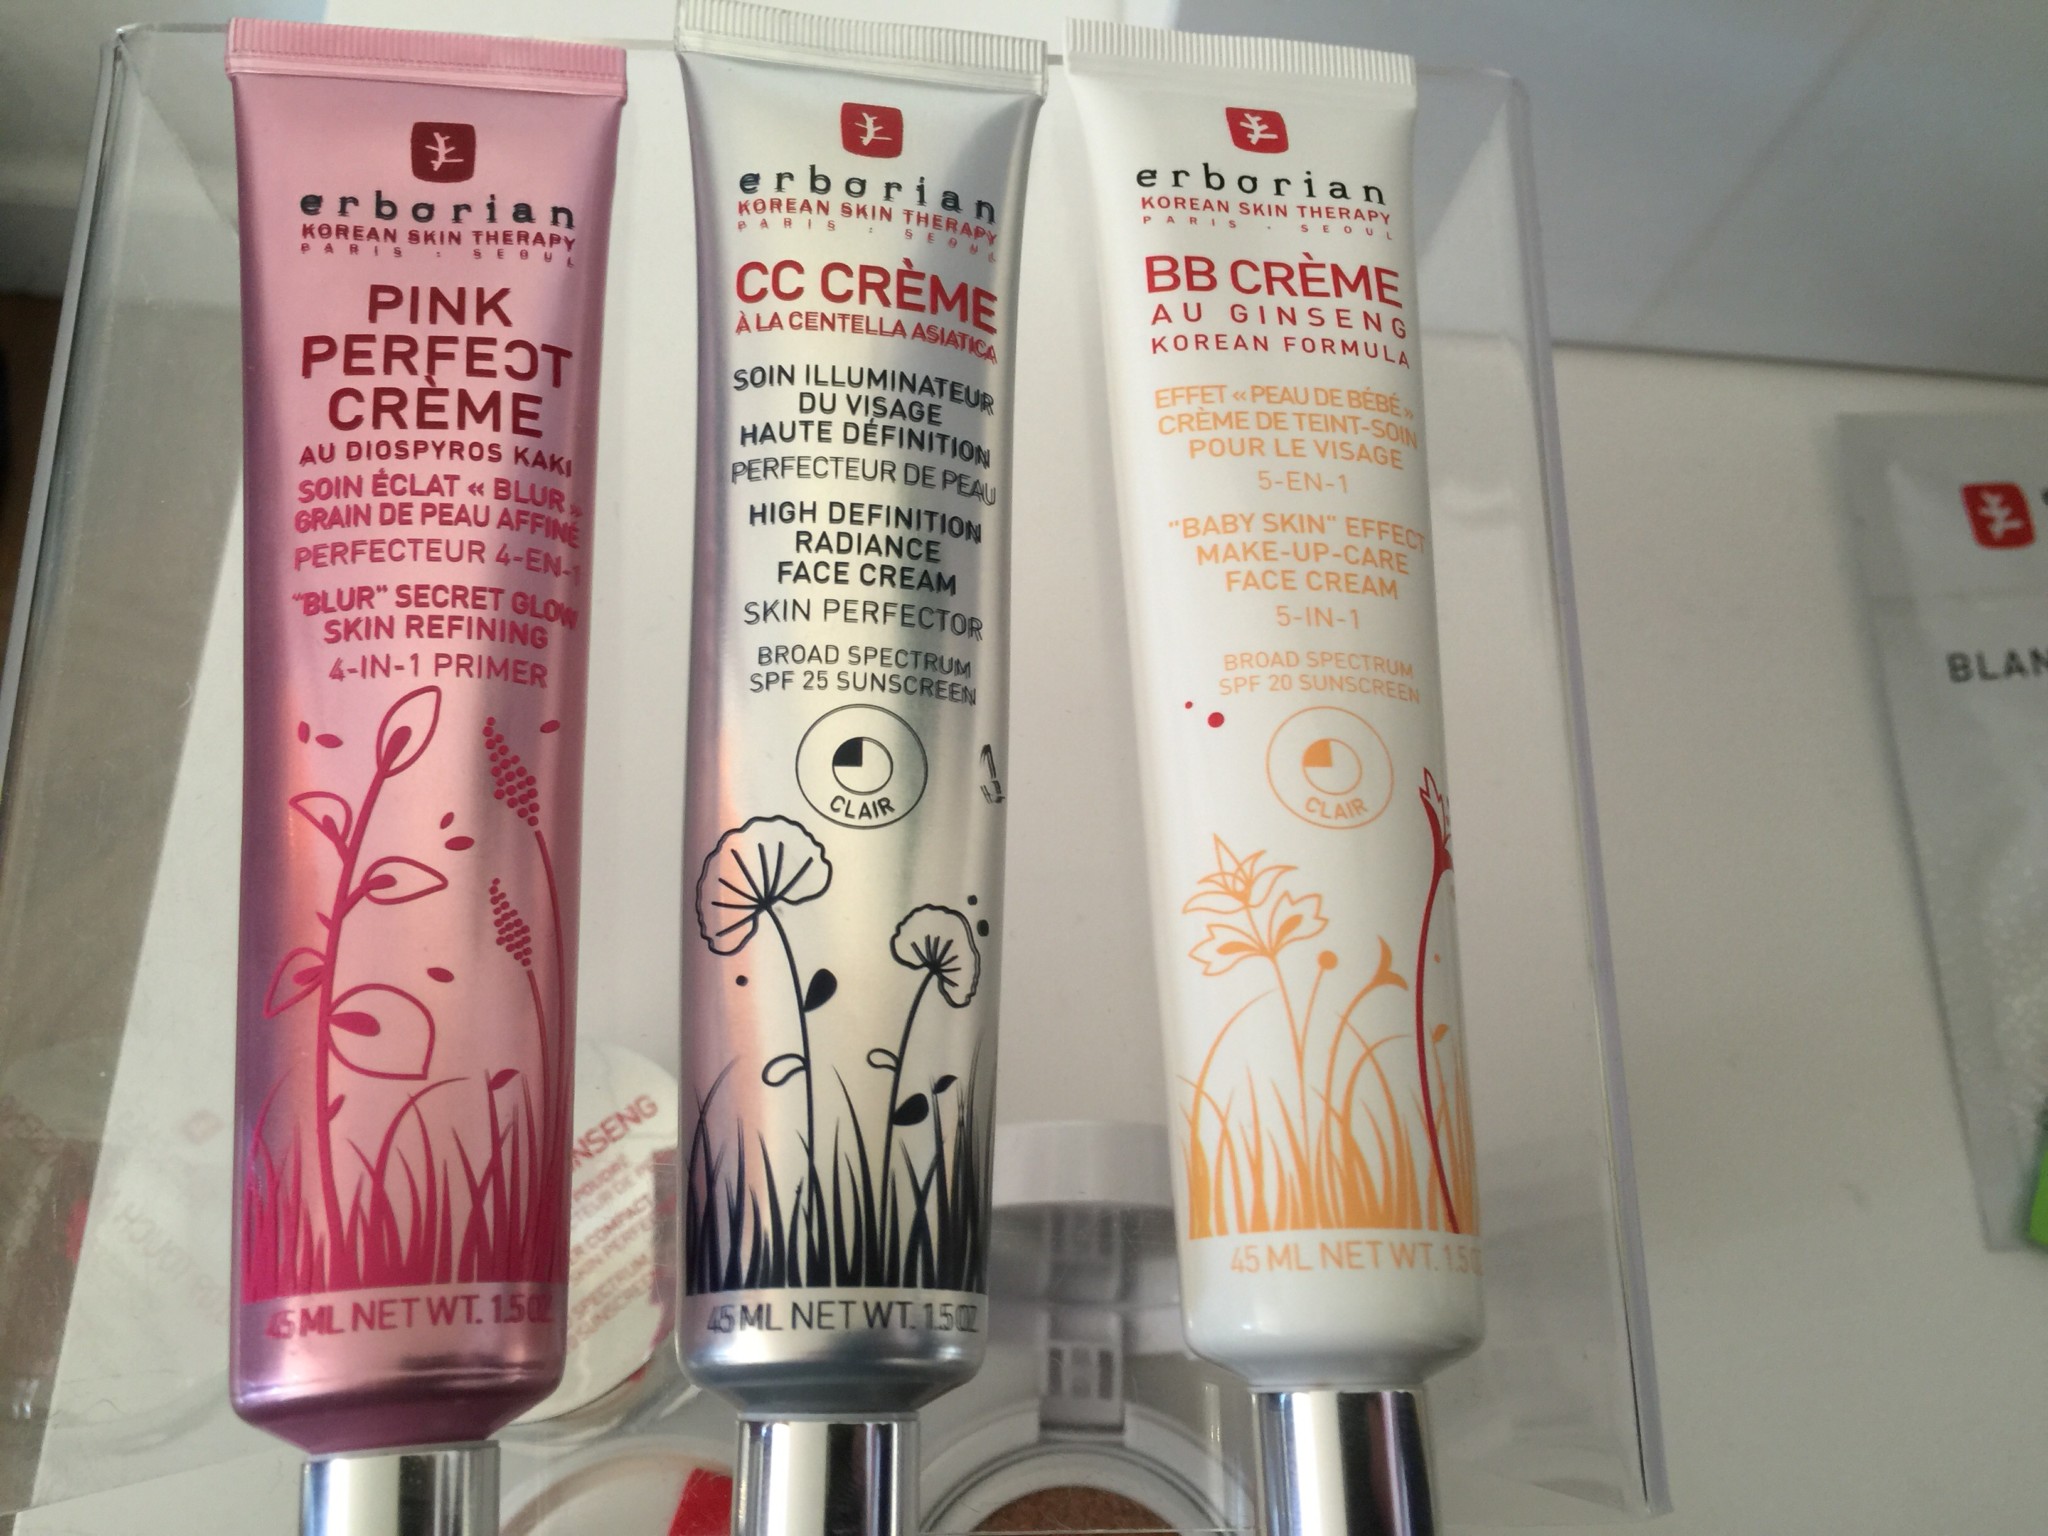 erborian
KOREAN SKIN THERAPY
PARIS : SEOUL
PINK
PERFECT
CRÈME
AU DIOSPYROS KAKI
SOIN ÉCLAT « BLUR »
GRAIN DE PEAU AFFINÉ
PERFECTEUR 4-EN-1
"BLUR" SECRET GLOW
SKIN REFINING
4-IN-1 PRIMER
45 ML NET WT. 1.5 OZ
erborian
KOREAN SKIN THERAPY
PARIS : SEOUL
CC CRÈME
À LA CENTELLA ASIATICA
SOIN ILLUMINATEUR
DU VISAGE
HAUTE DÉFINITION
PERFECTEUR DE PEAU
HIGH DEFINITION
RADIANCE
FACE CREAM
SKIN PERFECTOR
BROAD SPECTRUM
SPF 25 SUNSCREEN
CLAIR
45 ML NET WT. 1.5 OZ
erborian
KOREAN SKIN THERAPY
PARIS . SEOUL
BB CRÈME
AU GINSENG
KOREAN FORMULA
EFFET « PEAU DE BÉBÉ »
CRÈME DE TEINT-SOIN
POUR LE VISAGE
5-EN-1
"BABY SKIN" EFFECT
MAKE-UP-CARE
FACE CREAM
5-IN-1
BROAD SPECTRUM
SPF 20 SUNSCREEN
CLAIR
45 ML NET WT. 1.5
NSENG
POUDRE
COMPACT
SPECTRUM
BLAN